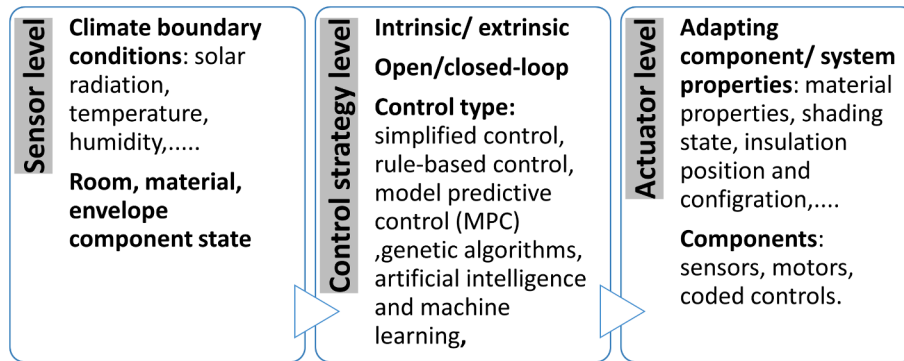 Sensor level
Climate boundary
conditions: solar
radiation,
temperature,
humidity,.....
Room, material,
envelope
component state
Control strategy level
Intrinsic/ extrinsic
Open/closed-loop
Control type:
simplified control,
rule-based control,
model predictive
control (MPC)
,genetic algorithms,
artificial intelligence
and machine
learning,
Actuator level
Adapting
component/ system
properties: material
properties, shading
state, insulation
position and
configration,....
Components:
sensors, motors,
coded controls.